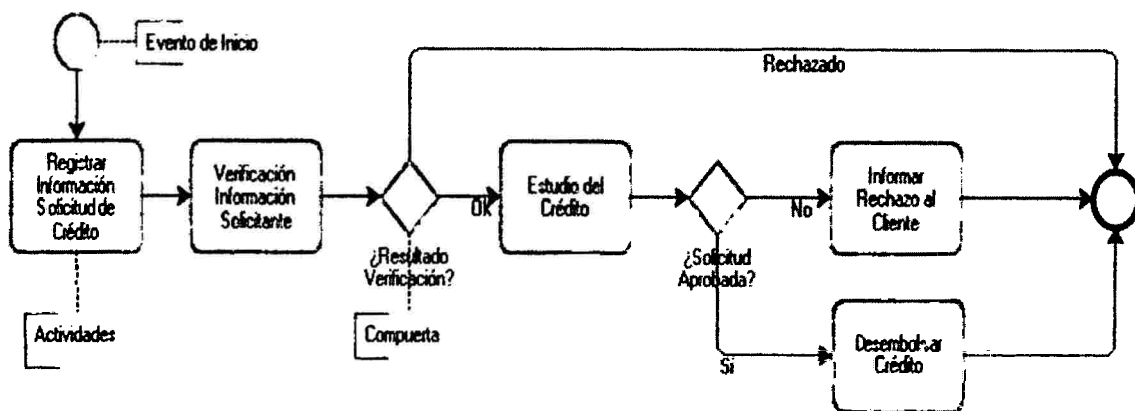 Evento de Inicio
Rechazado
Registrar
Información
Solicitud de
Crédito
Verificación
Información
Solicitante
Ok
Estudio del
Crédito
No
Informar
Rechazo al
Cliente
¿Resultado
Verificación?
¿Solicitud
Aprobada?
Actividades
Compuerta
Si
Desembolsar
Crédito